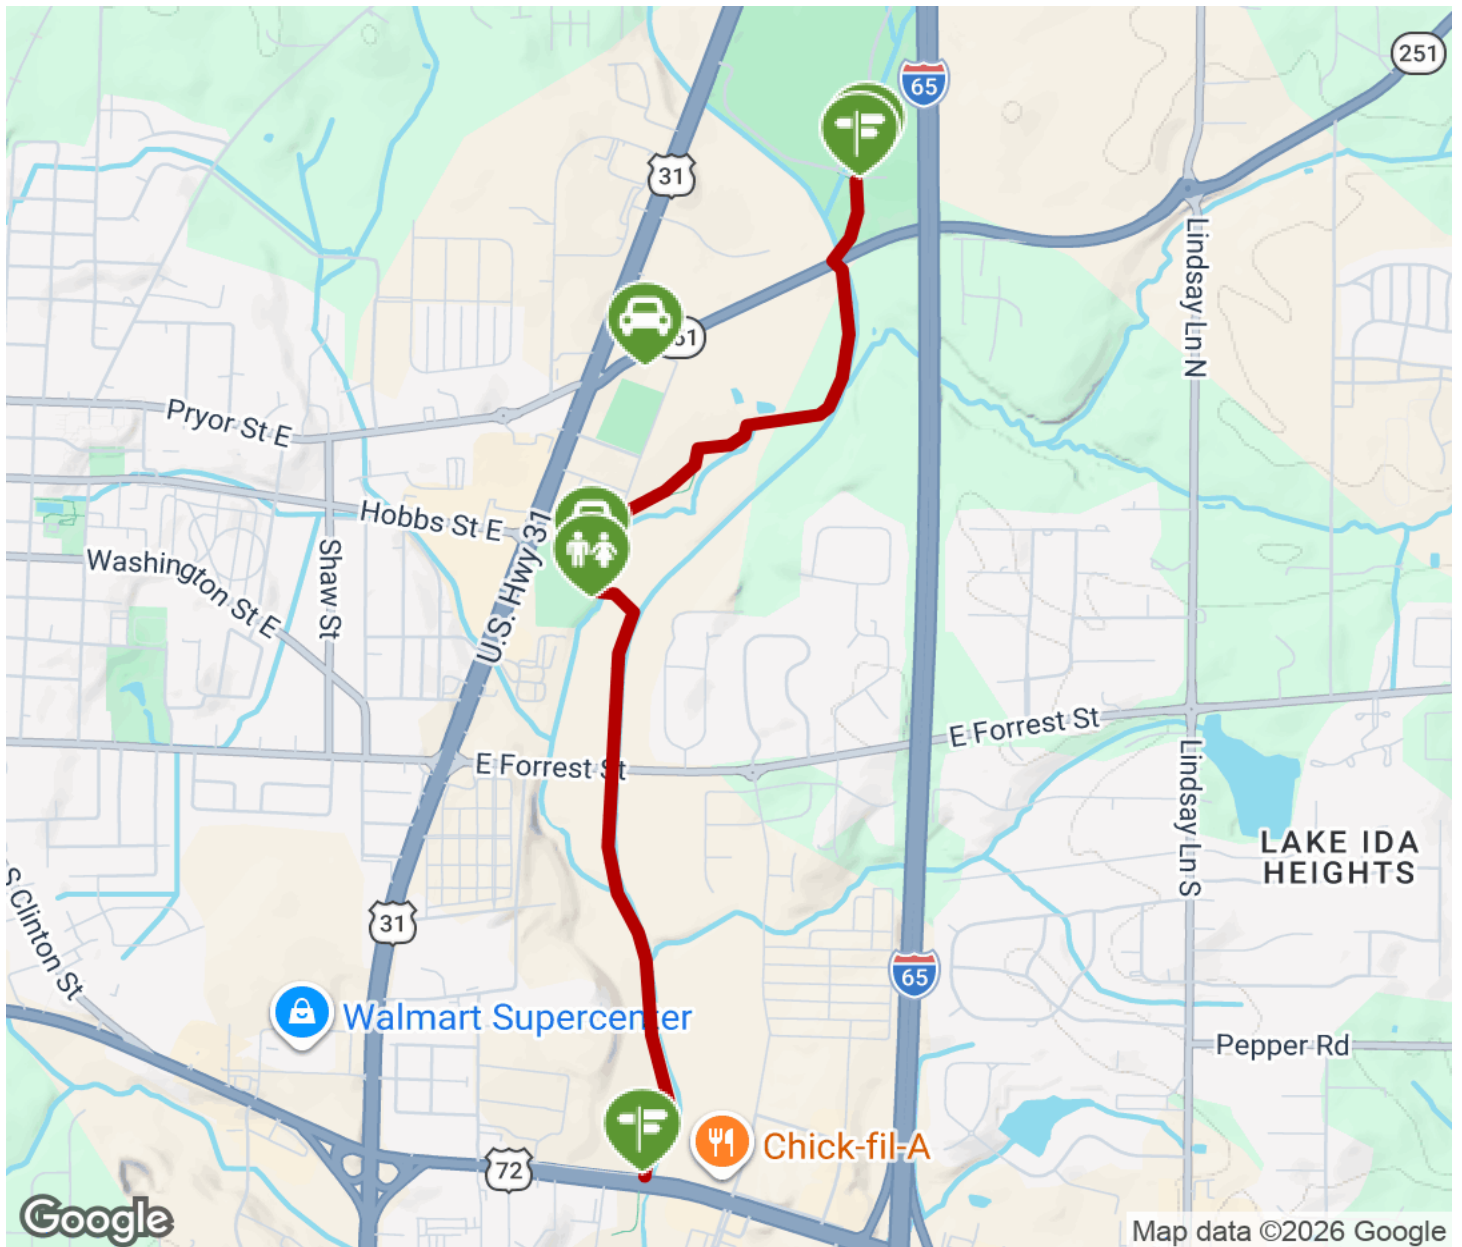 251
65
31
Lindsay Ln N
Pryor St E
Hobbs St E
U.S. Hwy 31
Washington St E
Shaw St
E Forrest St
E Forrest St
Lindsay Ln S
LAKE IDA
HEIGHTS
S Clinton St
31
65
Walmart Supercenter
Pepper Rd
Chick-fil-A
72
Google
Map data ©2026 Google